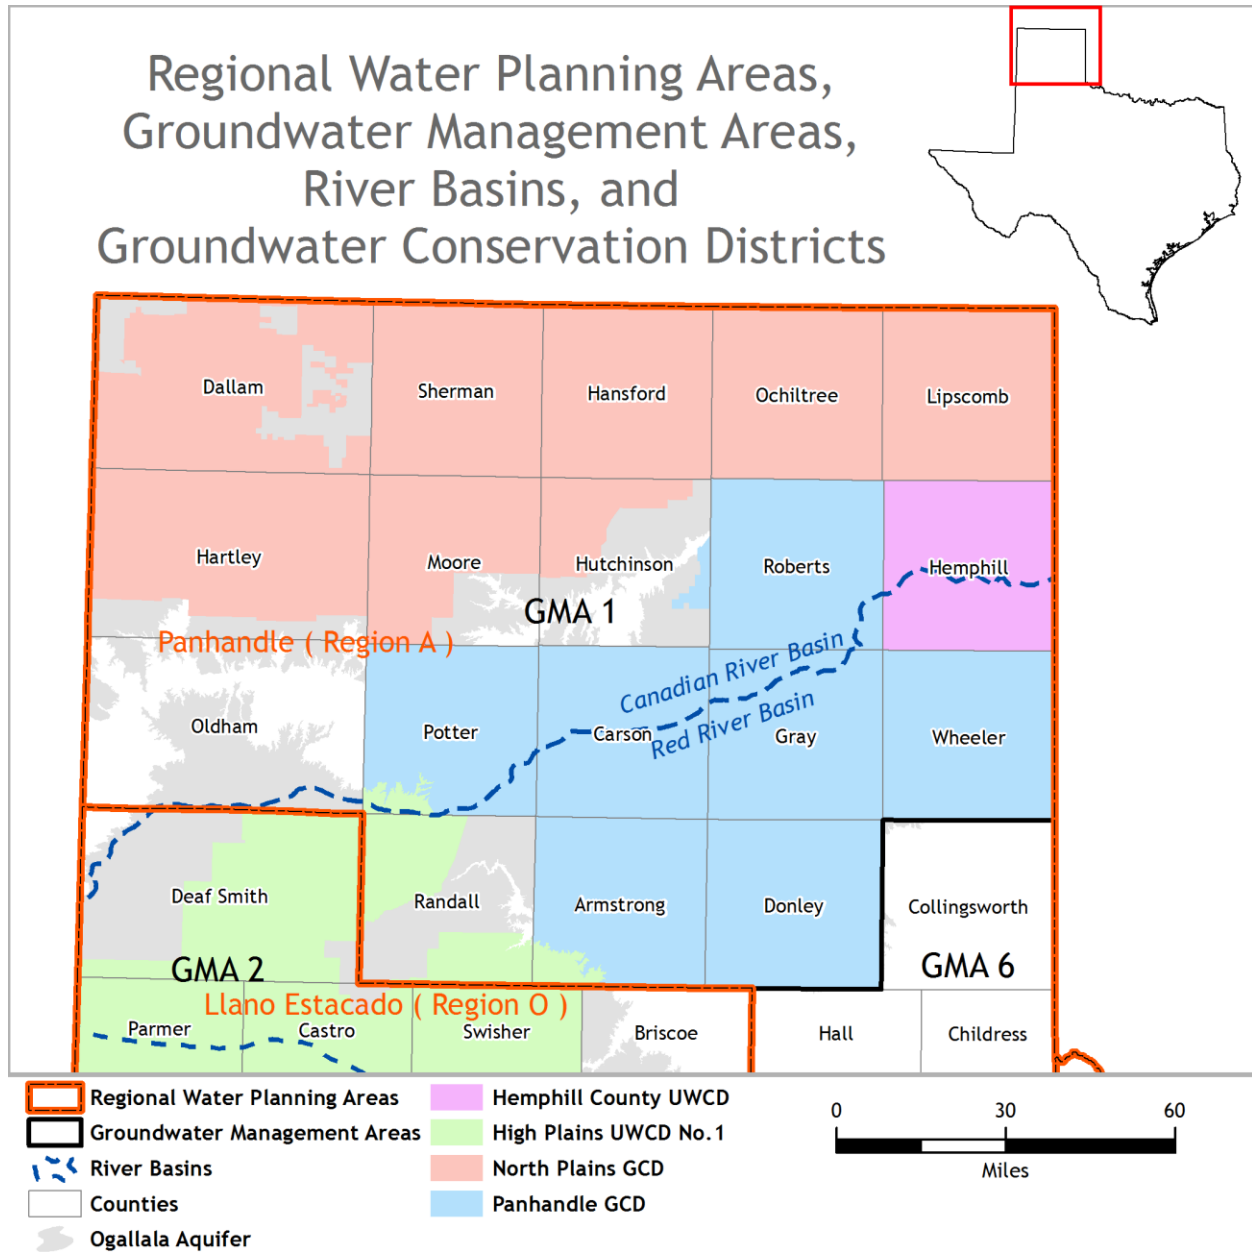 Regional Water Planning Areas,
Groundwater Management Areas,
River Basins, and
Groundwater Conservation Districts
Dallam
Sherman
Hansford
Ochiltree
Lipscomb
Hartley
Moore
Hutchinson
Roberts
Hemphill
GMA 1
Panhandle ( Region A )
Canadian River Basin
Red River Basin
Oldham
Potter
Carson
Gray
Wheeler
Deaf Smith
Randall
Armstrong
Donley
Collingsworth
GMA 2
GMA 6
Llano Estacado ( Region O )
Parmer
Castro
Swisher
Briscoe
Hall
Childress
Regional Water Planning Areas
Groundwater Management Areas
River Basins
Counties
Ogallala Aquifer
Hemphill County UWCD
High Plains UWCD No.1
North Plains GCD
Panhandle GCD
0 30 60
Miles